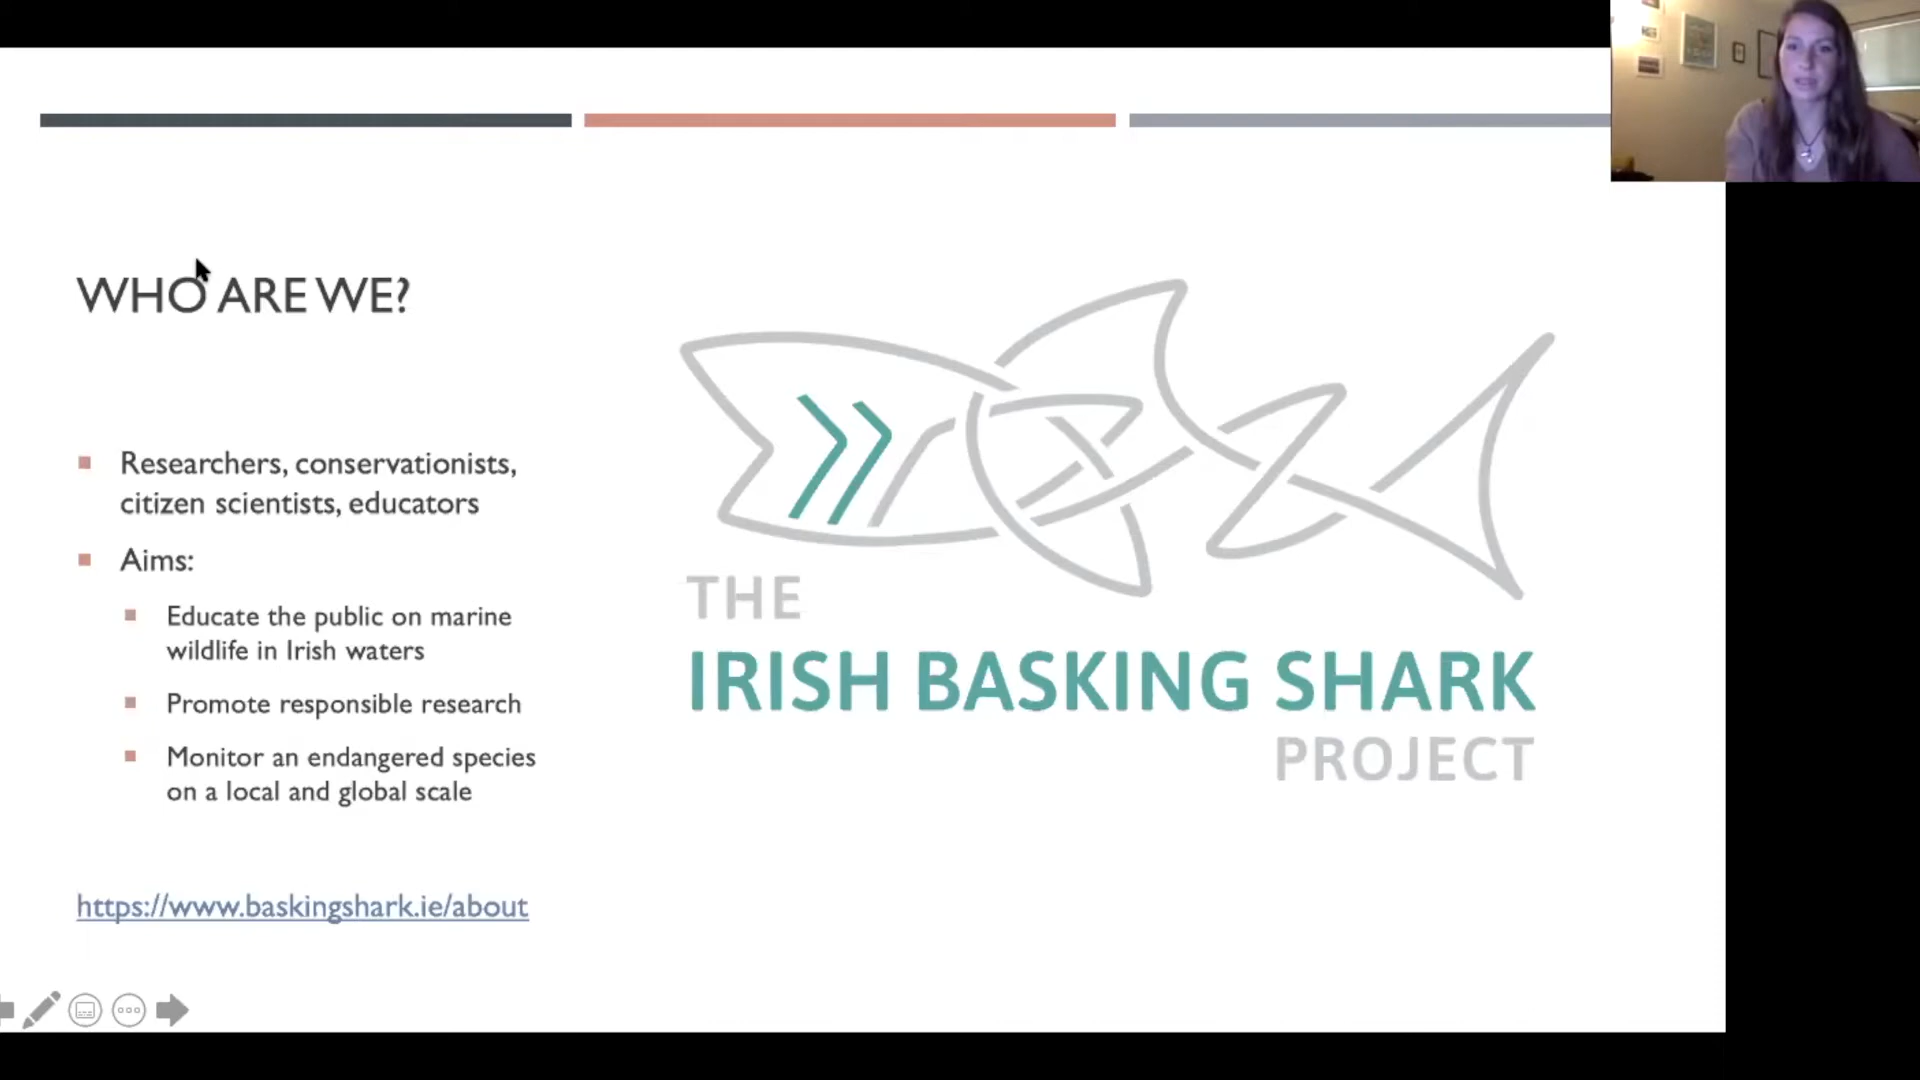 WHO ARE WE?
Researchers, conservationists,
citizen scientists, educators
Aims:
Educate the public on marine
wildlife in Irish waters
Promote responsible research
Monitor an endangered species
on a local and global scale
https://www.baskingshark.ie/about
THE
IRISH BASKING SHARK
PROJECT